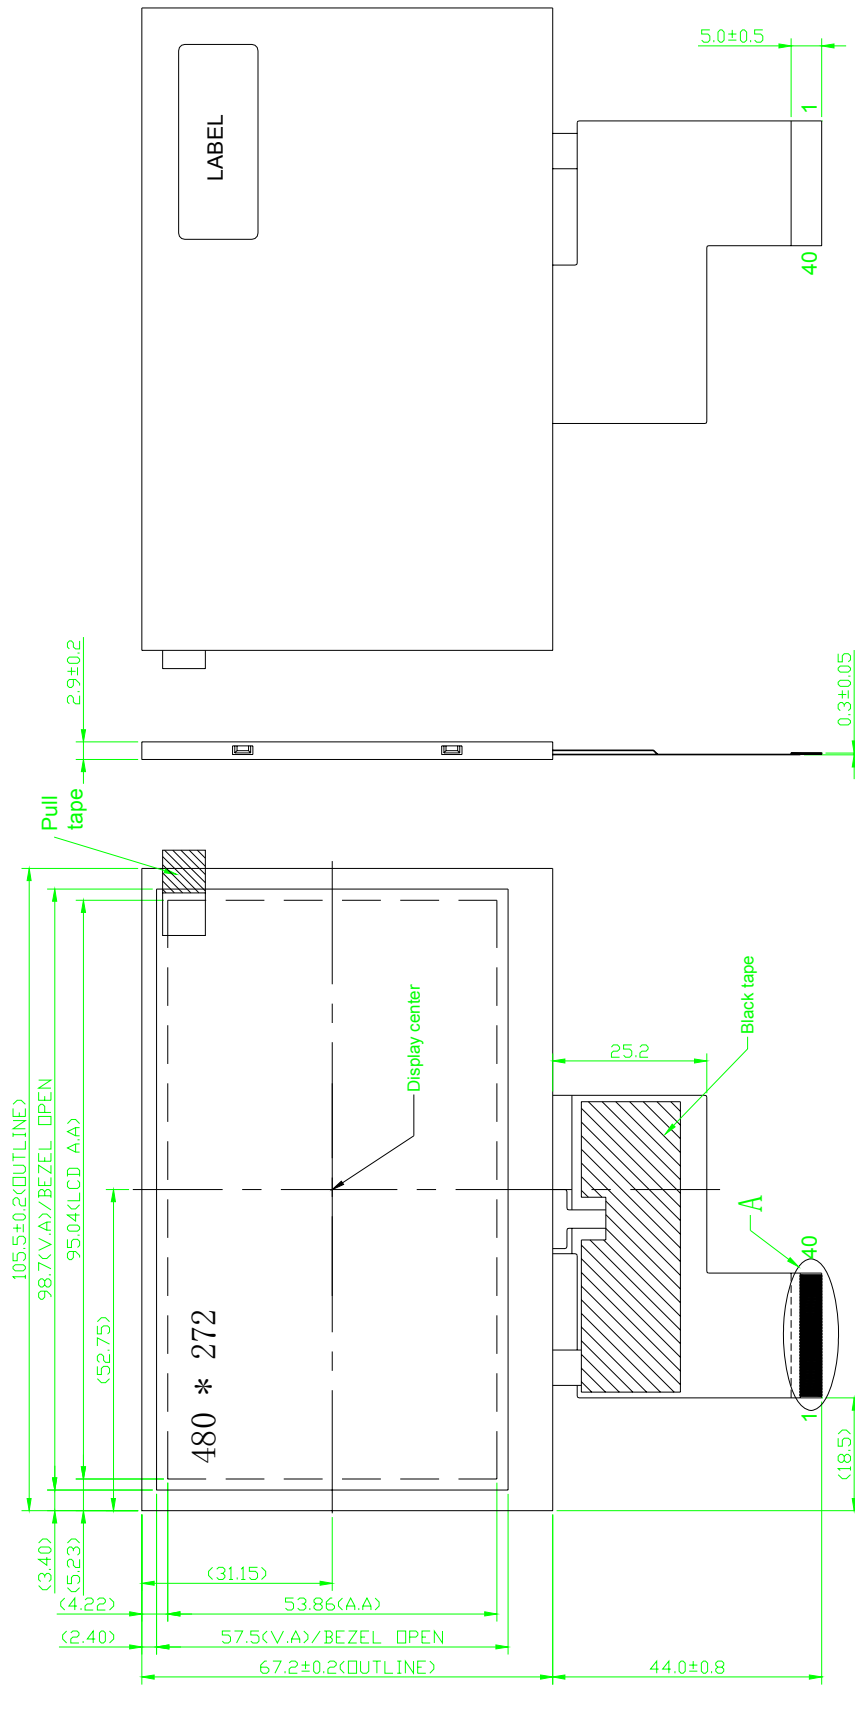 5.0±0.5
1
LABEL
40
2.9±0.2
0.3±0.05
Pull
tape
Display center
Black tape
25.2
105.5±0.2(OUTLINE)
98.7(V.A)/BEZEL OPEN
95.04(LCD A.A)
(52.75)
A
40
480 * 272
1
(18.5)
(3.40)
(5.23)
(31.15)
(4.22)
53.86(A.A)
(2.40)
57.5(V.A)/BEZEL OPEN
67.2±0.2(OUTLINE)
44.0±0.8